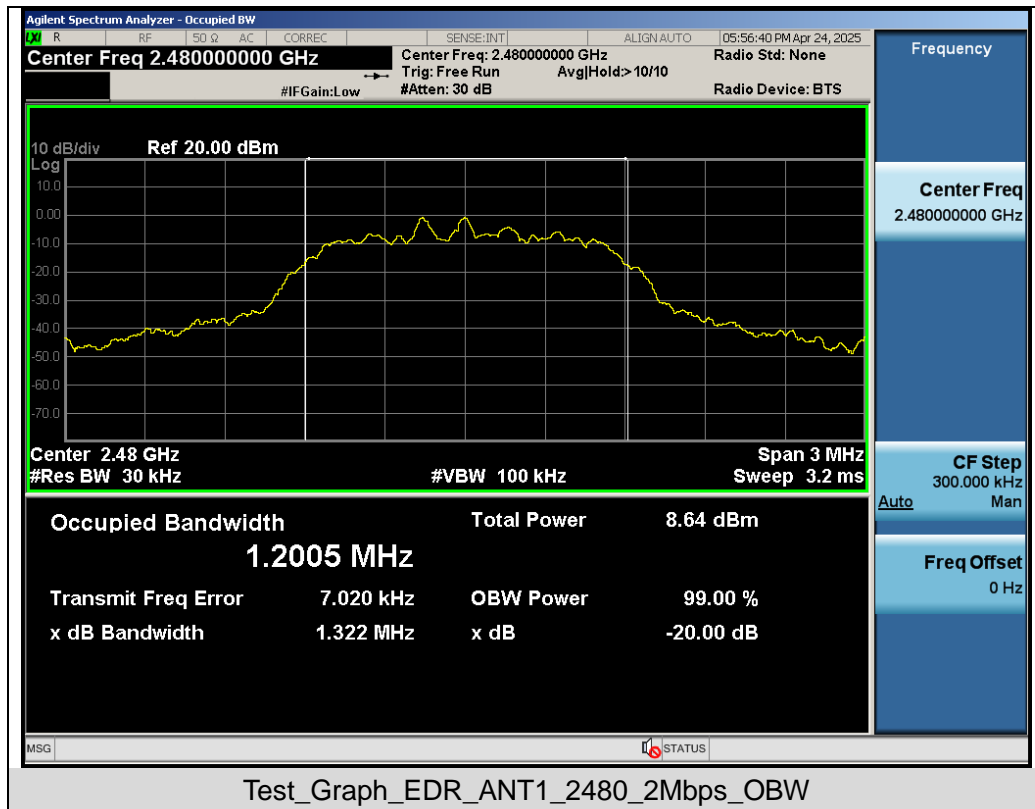 Agilent Spectrum Analyzer - Occupied BW
LXI R RF 50 Ω AC CORREC SENSE:INT ALIGN AUTO 05:56:40 PM Apr 24, 2025
Center Freq 2.480000000 GHz Center Freq: 2.480000000 GHz Radio Std: None
Trig: Free Run Avg|Hold:>10/10
#IFGain:Low #Atten: 30 dB Radio Device: BTS
10 dB/div Ref 20.00 dBm
Log
10.0
0.00
-10.0
-20.0
-30.0
-40.0
-50.0
-60.0
-70.0
Center 2.48 GHz Span 3 MHz
#Res BW 30 kHz #VBW 100 kHz Sweep 3.2 ms
Occupied Bandwidth Total Power 8.64 dBm
1.2005 MHz
Transmit Freq Error 7.020 kHz OBW Power 99.00 %
x dB Bandwidth 1.322 MHz x dB -20.00 dB
MSG STATUS
Frequency
Center Freq
2.480000000 GHz
CF Step
300.000 kHz
Auto Man
Freq Offset
0 Hz
Test_Graph_EDR_ANT1_2480_2Mbps_OBW